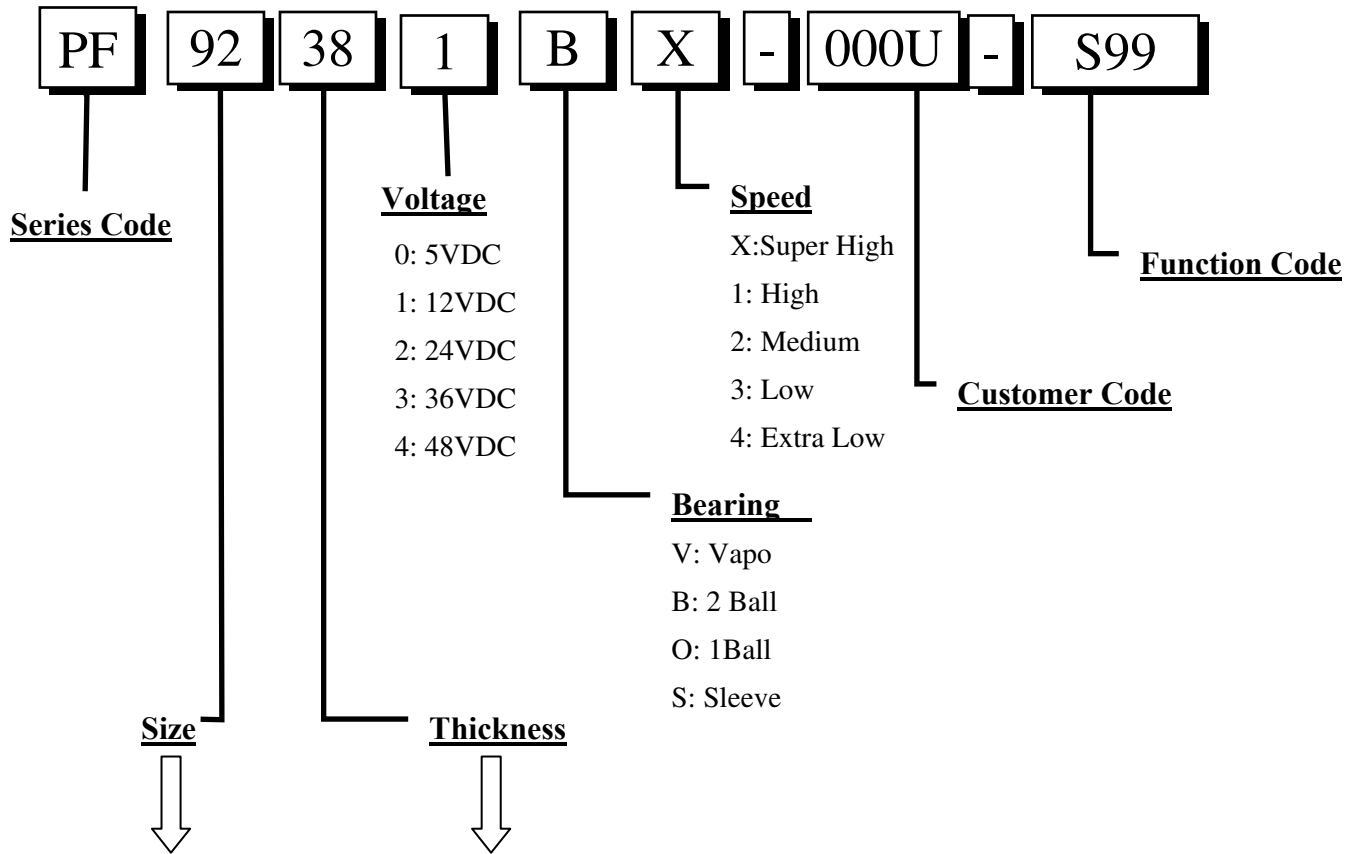 PF 92 38 1 B X - 000U - S99
Series Code
Voltage
0: 5VDC
1: 12VDC
2: 24VDC
3: 36VDC
4: 48VDC
Speed
X:Super High
1: High
2: Medium
3: Low
4: Extra Low
Function Code
Customer Code
Bearing
V: Vapo
B: 2 Ball
O: 1Ball
S: Sleeve
Size
Thickness